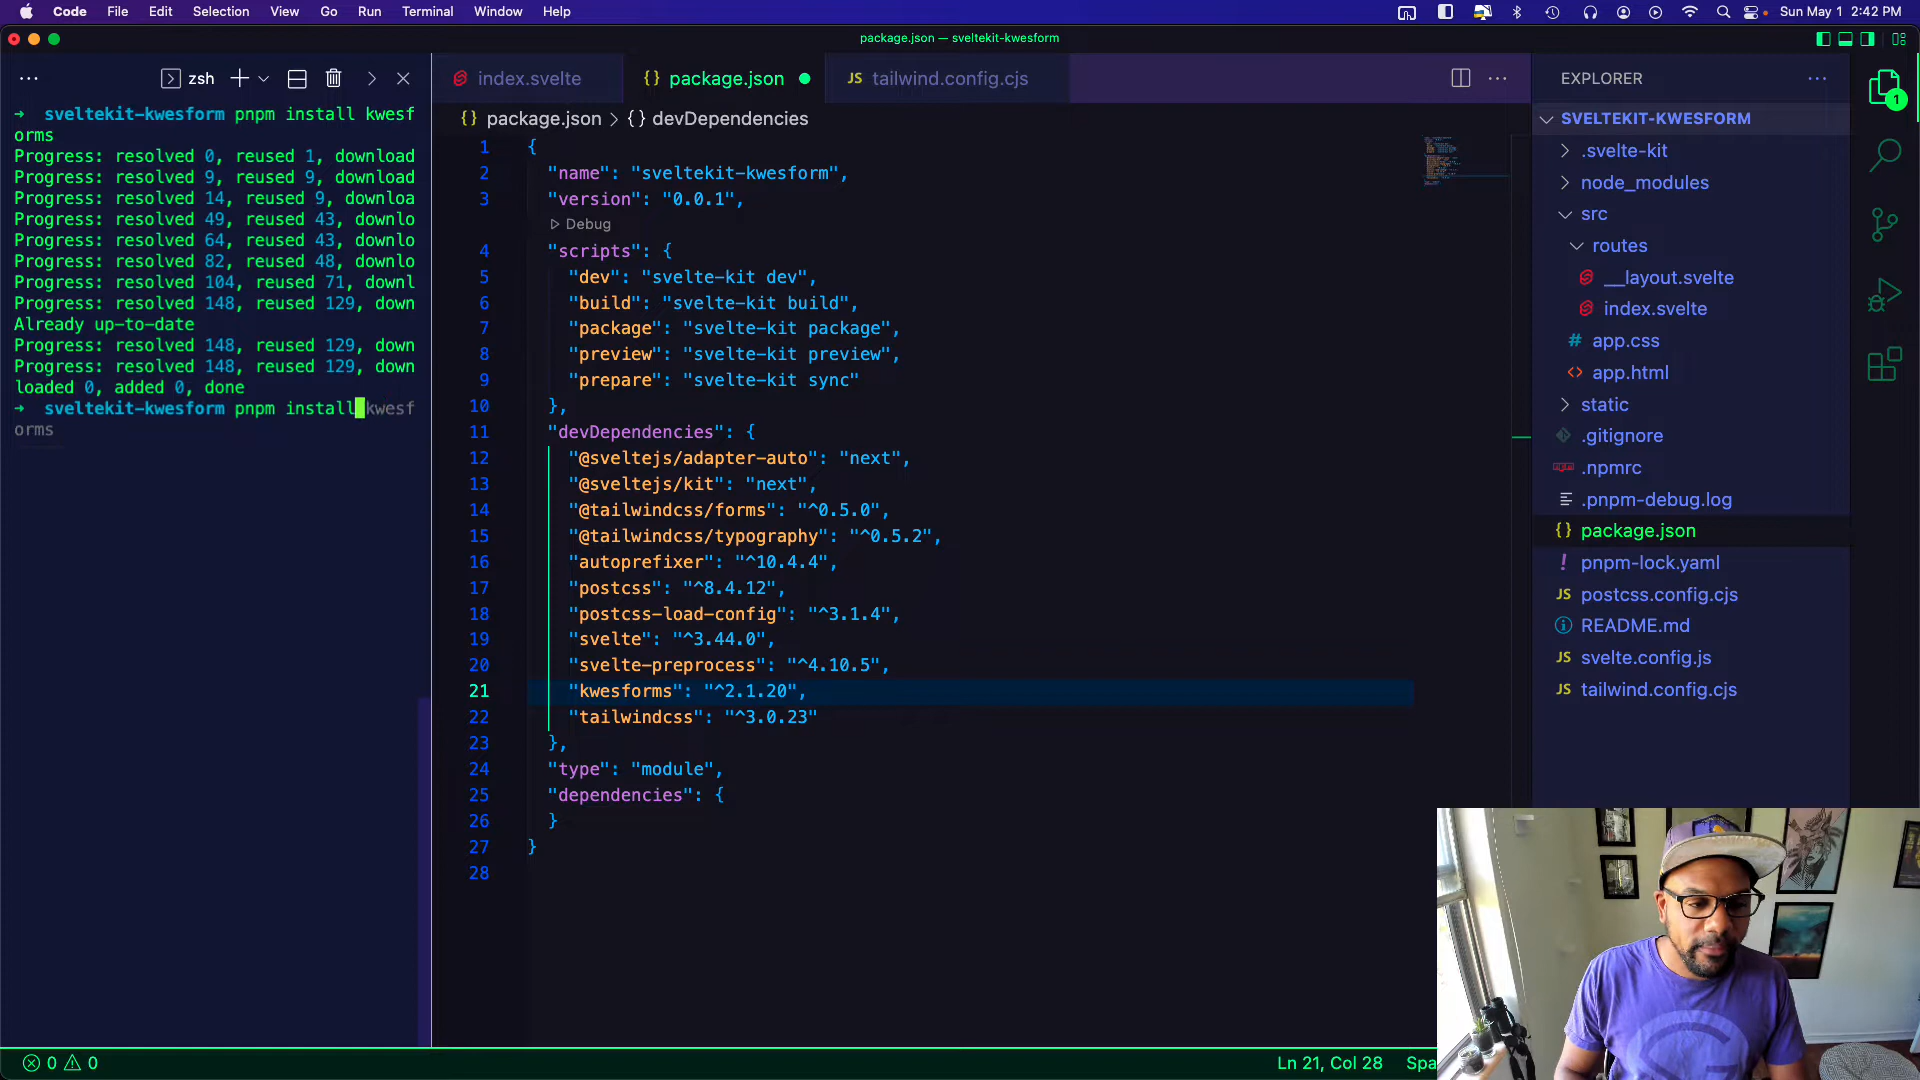 Code File Edit Selection View Go Run Terminal Window Help
Sun May 1 2:42 PM
package.json — sveltekit-kwesform
zsh
➜ sveltekit-kwesform pnpm install kwesf
orms
Progress: resolved 0, reused 1, download
Progress: resolved 9, reused 9, download
Progress: resolved 14, reused 9, downloa
Progress: resolved 49, reused 43, downlo
Progress: resolved 64, reused 43, downlo
Progress: resolved 82, reused 48, downlo
Progress: resolved 104, reused 71, downl
Progress: resolved 148, reused 129, down
Already up-to-date
Progress: resolved 148, reused 129, down
Progress: resolved 148, reused 129, down
loaded 0, added 0, done
➜ sveltekit-kwesform pnpm install kwesf
orms
index.svelte
{} package.json
JS tailwind.config.cjs
{} package.json > {} devDependencies
1 {
2 "name": "sveltekit-kwesform",
3 "version": "0.0.1",
Debug
4 "scripts": {
5 "dev": "svelte-kit dev",
6 "build": "svelte-kit build",
7 "package": "svelte-kit package",
8 "preview": "svelte-kit preview",
9 "prepare": "svelte-kit sync"
10 },
11 "devDependencies": {
12 "@sveltejs/adapter-auto": "next",
13 "@sveltejs/kit": "next",
14 "@tailwindcss/forms": "^0.5.0",
15 "@tailwindcss/typography": "^0.5.2",
16 "autoprefixer": "^10.4.4",
17 "postcss": "^8.4.12",
18 "postcss-load-config": "^3.1.4",
19 "svelte": "^3.44.0",
20 "svelte-preprocess": "^4.10.5",
21 "kwesforms": "^2.1.20",
22 "tailwindcss": "^3.0.23"
23 },
24 "type": "module",
25 "dependencies": {
26 }
27 }
28
EXPLORER
1
SVELTEKIT-KWESFORM
.svelte-kit
node_modules
src
routes
__layout.svelte
index.svelte
# app.css
<> app.html
static
.gitignore
npm .npmrc
.pnpm-debug.log
{} package.json
! pnpm-lock.yaml
JS postcss.config.cjs
README.md
JS svelte.config.js
JS tailwind.config.cjs
0 0
Ln 21, Col 28
Spa